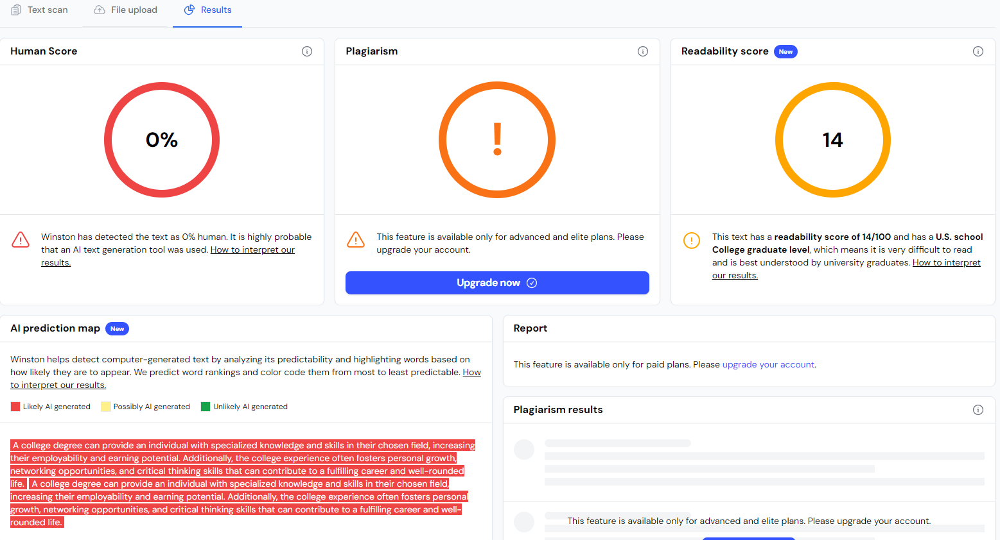 Text scan
File upload
Results
Human Score
0%
Winston has detected the text as 0% human. It is highly probable
that an AI text generation tool was used. How to interpret our
results.
Plagiarism
!
This feature is available only for advanced and elite plans. Please
upgrade your account.
Upgrade now
Readability score New
14
This text has a readability score of 14/100 and has a U.S. school
College graduate level, which means it is very difficult to read
and is best understood by university graduates. How to interpret
our results.
AI prediction map New
Winston helps detect computer-generated text by analyzing its predictability and highlighting words based on
how likely they are to appear. We predict word rankings and color code them from most to least predictable. How
to interpret our results.
Likely AI generated
Possibly AI generated
Unlikely AI generated
A college degree can provide an individual with specialized knowledge and skills in their chosen field, increasing
their employability and earning potential. Additionally, the college experience often fosters personal growth,
networking opportunities, and critical thinking skills that can contribute to a fulfilling career and well-rounded
life. A college degree can provide an individual with specialized knowledge and skills in their chosen field,
increasing their employability and earning potential. Additionally, the college experience often fosters personal
growth, networking opportunities, and critical thinking skills that can contribute to a fulfilling career and well-
rounded life.
Report
This feature is available only for paid plans. Please upgrade your account.
Plagiarism results
This feature is available only for advanced and elite plans. Please upgrade your account.